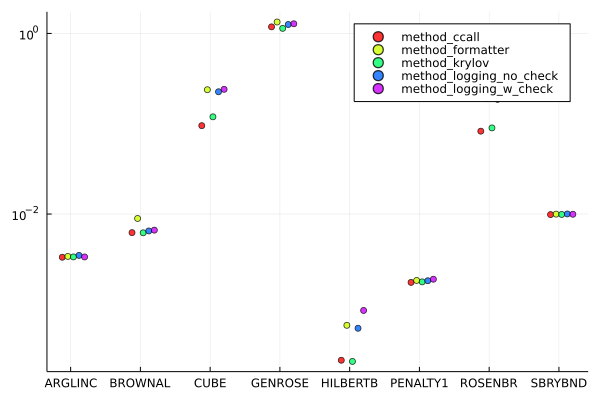 10^0
method_ccall
method_formatter
method_krylov
method_logging_no_check
method_logging_w_check
10^-2
ARGLINC BROWNAL CUBE GENROSE HILBERTB PENALTY1 ROSENBR SBRYBND